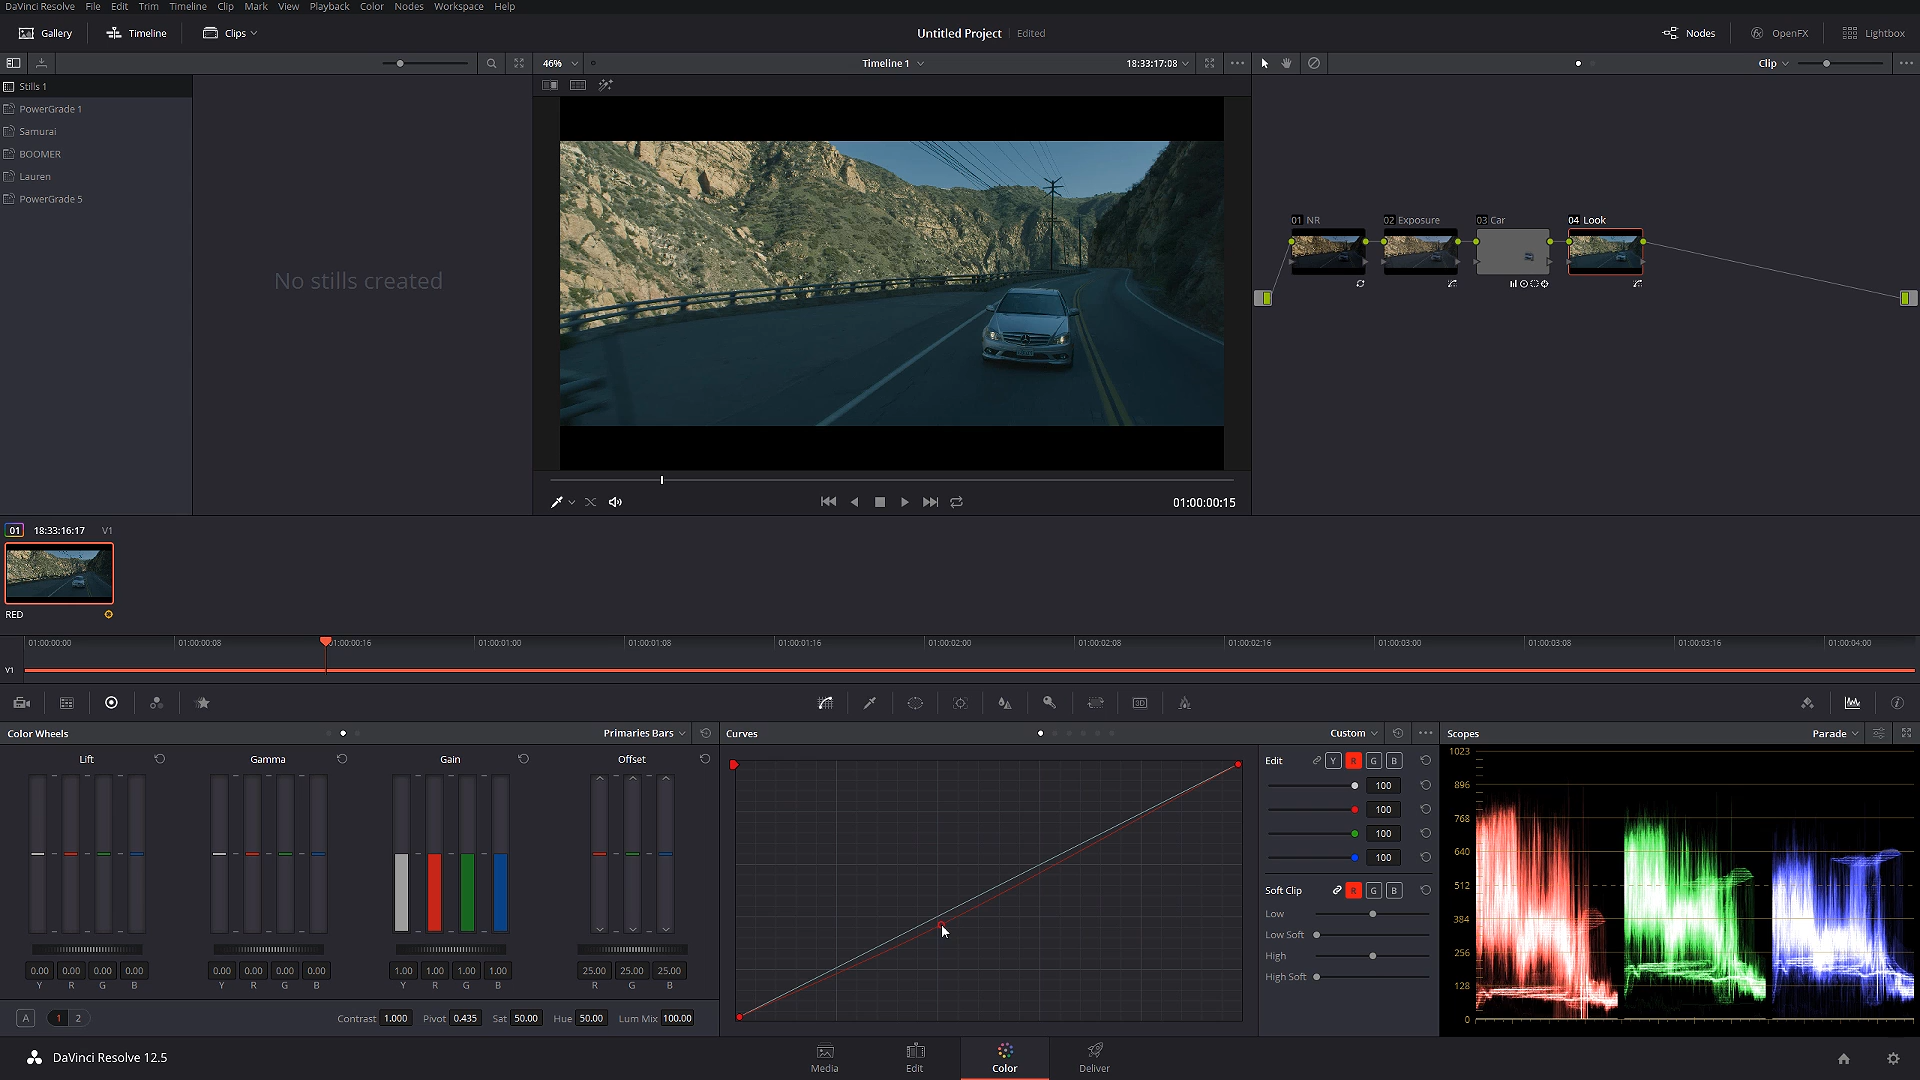 DaVinci Resolve File Edit Trim Timeline Clip Mark View Playback Color Nodes Workspace Help
Gallery Timeline Clips Untitled Project Edited Nodes OpenFX Lightbox
46% Timeline 1 18:33:17:08 Clip
Stills 1
PowerGrade 1
Samurai
BOOMER
Lauren
PowerGrade 5
No stills created
01 NR 02 Exposure 03 Car 04 Look
01:00:00:15
01 18:33:16:17 V1
RED
01:00:00:00 01:00:00:08 01:00:00:16 01:00:01:00 01:00:01:08 01:00:01:16 01:00:02:00 01:00:02:08 01:00:02:16 01:00:03:00 01:00:03:08 01:00:03:16 01:00:04:00
V1
3D
Color Wheels Primaries Bars
Lift Gamma Gain Offset
0.00 0.00 0.00 0.00 0.00 0.00 0.00 0.00 1.00 1.00 1.00 1.00 25.00 25.00 25.00
Y R G B Y R G B Y R G B R G B
A 1 2 Contrast 1.000 Pivot 0.435 Sat 50.00 Hue 50.00 Lum Mix 100.00
Curves Custom
Edit Y R G B
100
100
100
100
Soft Clip R G B
Low
Low Soft
High
High Soft
Scopes Parade
1023
896
768
640
512
384
256
128
0
DaVinci Resolve 12.5 Media Edit Color Deliver